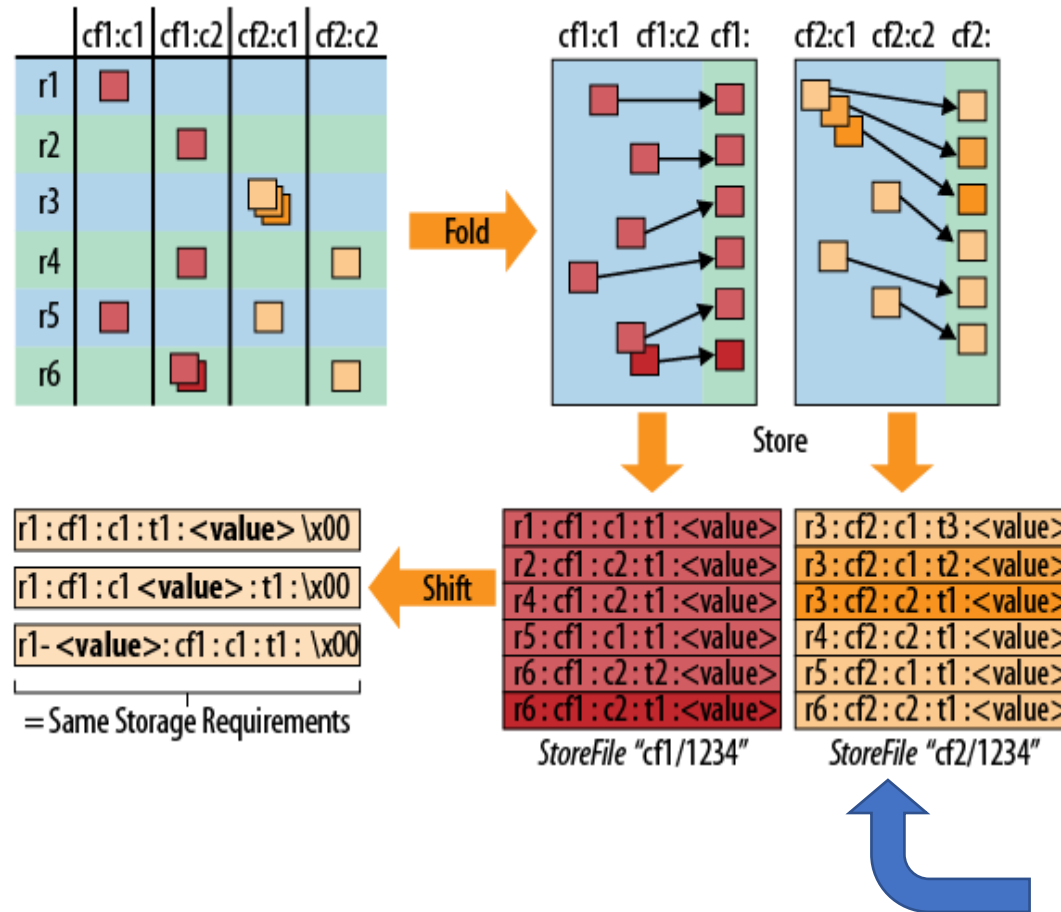 cf1:c1 cf1:c2 cf2:c1 cf2:c2
r1
r2
r3
r4
r5
r6
Fold
cf1:c1 cf1:c2 cf1:
cf2:c1 cf2:c2 cf2:
Store
r1 : cf1 : c1 : t1 : <value> \x00
r1 : cf1 : c1 <value> : t1 : \x00
r1- <value>: cf1 : c1 : t1 : \x00
= Same Storage Requirements
Shift
r1 : cf1 : c1 : t1 : <value>
r2 : cf1 : c2 : t1 : <value>
r4 : cf1 : c2 : t1 : <value>
r5 : cf1 : c1 : t1 : <value>
r6 : cf1 : c2 : t2 : <value>
r6 : cf1 : c2 : t1 : <value>
StoreFile “cf1/1234”
r3 : cf2 : c1 : t3 : <value>
r3 : cf2 : c1 : t2 : <value>
r3 : cf2 : c2 : t1 : <value>
r4 : cf2 : c2 : t1 : <value>
r5 : cf2 : c1 : t1 : <value>
r6 : cf2 : c2 : t1 : <value>
StoreFile “cf2/1234”